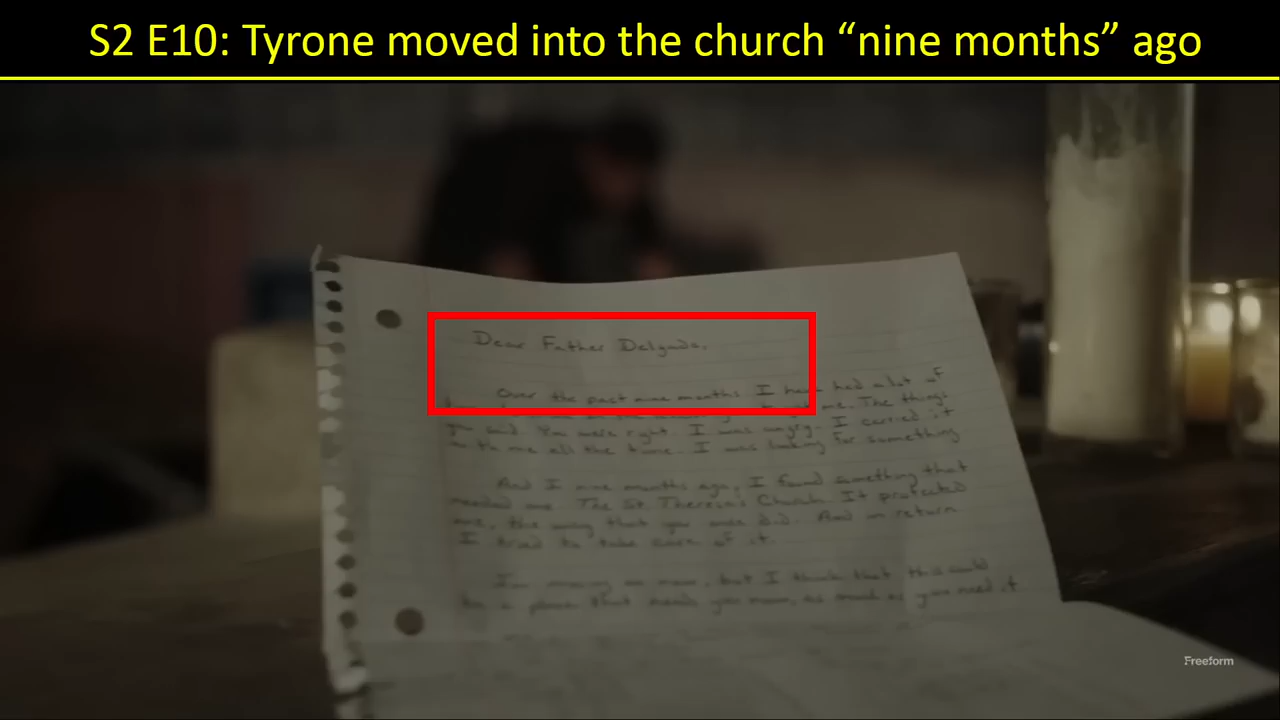 S2 E10: Tyrone moved into the church “nine months” ago
Dear Father Delgado,
Over the past nine months I have had a lot of
me. The things
you said. You were right. I was angry. I carried it
to me all the time. I was looking for something
And I nine months ago, I found something that
needed me. The St. Theresa's Church. It protected
me, the way that you once did. And in return
I tried to take care of it.
I'm moving on now, but I think that this could
be a place that needs you now, as much as you need it
Freeform